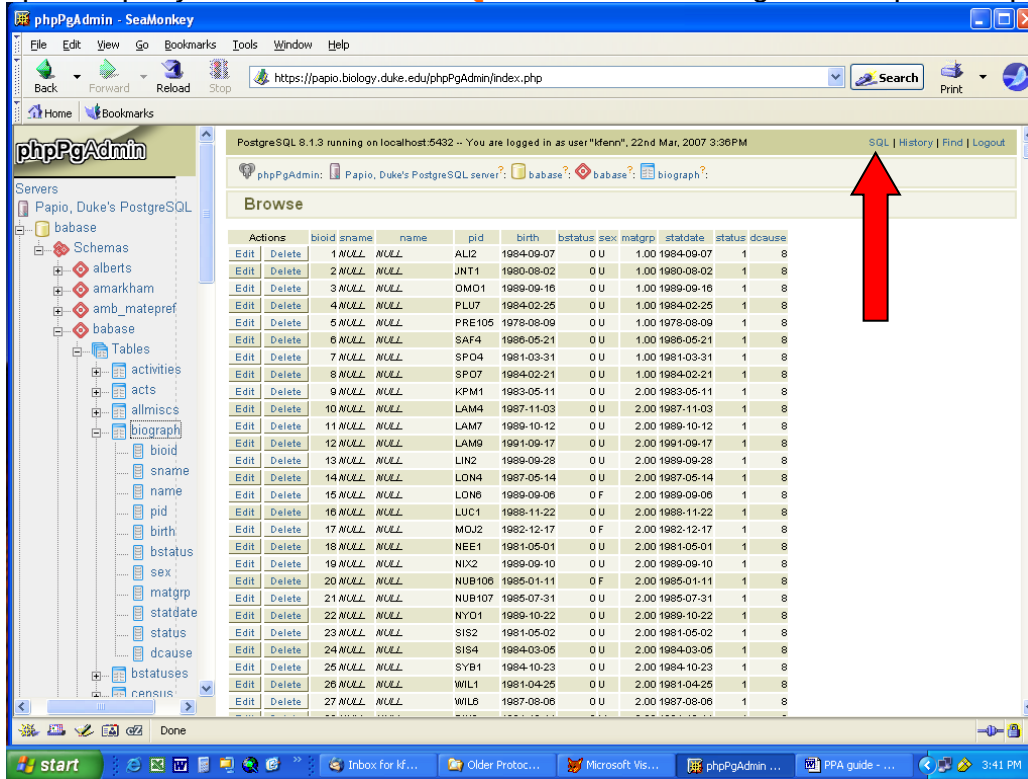 phpPgAdmin - SeaMonkey
File Edit View Go Bookmarks Tools Window Help
Back Forward Reload Stop https://papio.biology.duke.edu/phpPgAdmin/index.php Search Print
Home Bookmarks
phpPgAdmin
Servers
Papio, Duke's PostgreSQL
babase
Schemas
alberts
amarkham
amb_matepref
babase
Tables
activities
acts
allmiscs
biograph
bioid
sname
name
pid
birth
bstatus
sex
matgrp
statdate
status
dcause
bstatuses
census
PostgreSQL 8.1.3 running on localhost:5432 -- You are logged in as user "kfenn", 22nd Mar, 2007 3:36PM SQL | History | Find | Logout
phpPgAdmin: Papio, Duke's PostgreSQL server?: babase?: babase?: biograph?:
Browse
Actions bioid sname name pid birth bstatus sex matgrp statdate status dcause
Edit Delete 1 NULL NULL ALI2 1984-09-07 0 U 1.00 1984-09-07 1 8
Edit Delete 2 NULL NULL JNT1 1980-08-02 0 U 1.00 1980-08-02 1 8
Edit Delete 3 NULL NULL OMO1 1989-09-16 0 U 1.00 1989-09-16 1 8
Edit Delete 4 NULL NULL PLU7 1984-02-25 0 U 1.00 1984-02-25 1 8
Edit Delete 5 NULL NULL PRE105 1978-08-09 0 U 1.00 1978-08-09 1 8
Edit Delete 6 NULL NULL SAF4 1986-05-21 0 U 1.00 1986-05-21 1 8
Edit Delete 7 NULL NULL SPO4 1981-03-31 0 U 1.00 1981-03-31 1 8
Edit Delete 8 NULL NULL SPO7 1984-02-21 0 U 1.00 1984-02-21 1 8
Edit Delete 9 NULL NULL KPM1 1983-05-11 0 U 2.00 1983-05-11 1 8
Edit Delete 10 NULL NULL LAM4 1987-11-03 0 U 2.00 1987-11-03 1 8
Edit Delete 11 NULL NULL LAM7 1989-10-12 0 U 2.00 1989-10-12 1 8
Edit Delete 12 NULL NULL LAM9 1991-09-17 0 U 2.00 1991-09-17 1 8
Edit Delete 13 NULL NULL LIN2 1989-09-28 0 U 2.00 1989-09-28 1 8
Edit Delete 14 NULL NULL LON4 1987-05-14 0 U 2.00 1987-05-14 1 8
Edit Delete 15 NULL NULL LON6 1989-09-06 0 F 2.00 1989-09-06 1 8
Edit Delete 16 NULL NULL LUC1 1988-11-22 0 U 2.00 1988-11-22 1 8
Edit Delete 17 NULL NULL MOJ2 1982-12-17 0 F 2.00 1982-12-17 1 8
Edit Delete 18 NULL NULL NEE1 1981-05-01 0 U 2.00 1981-05-01 1 8
Edit Delete 19 NULL NULL NIX2 1989-09-10 0 U 2.00 1989-09-10 1 8
Edit Delete 20 NULL NULL NUB106 1985-01-11 0 F 2.00 1985-01-11 1 8
Edit Delete 21 NULL NULL NUB107 1985-07-31 0 U 2.00 1985-07-31 1 8
Edit Delete 22 NULL NULL NYO1 1989-10-22 0 U 2.00 1989-10-22 1 8
Edit Delete 23 NULL NULL SIS2 1981-05-02 0 U 2.00 1981-05-02 1 8
Edit Delete 24 NULL NULL SIS4 1984-03-05 0 U 2.00 1984-03-05 1 8
Edit Delete 25 NULL NULL SYB1 1984-10-23 0 U 2.00 1984-10-23 1 8
Edit Delete 26 NULL NULL WIL1 1981-04-25 0 U 2.00 1981-04-25 1 8
Edit Delete 27 NULL NULL WIL6 1987-08-06 0 U 2.00 1987-08-06 1 8
Done
start Inbox for kf... Older Protoc... Microsoft Vis... phpPgAdmin ... PPA guide - ... 3:41 PM